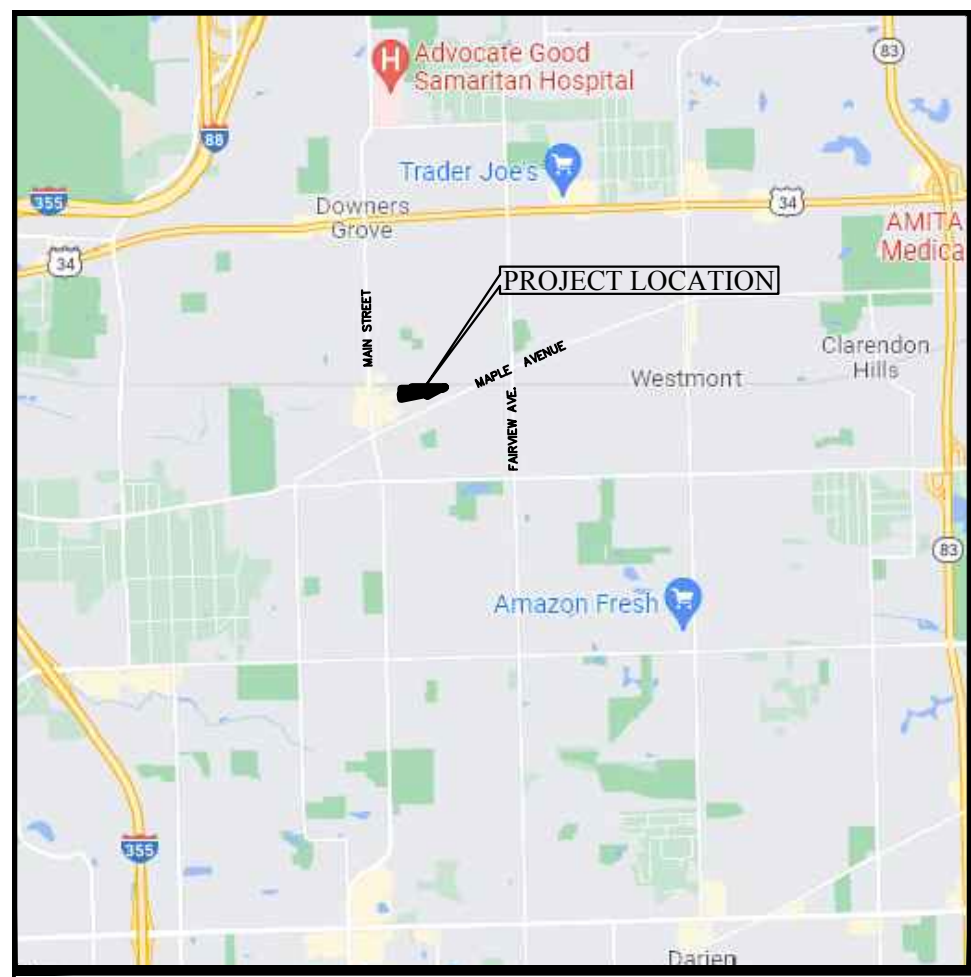 Advocate Good
Samaritan Hospital
83
88
Trader Joe's
355
Downers
Grove
34
AMITA
Medica
34
PROJECT LOCATION
MAIN STREET
MAPLE AVENUE
Clarendon
Hills
Westmont
FAIRVIEW AVE.
83
Amazon Fresh
355
Darien